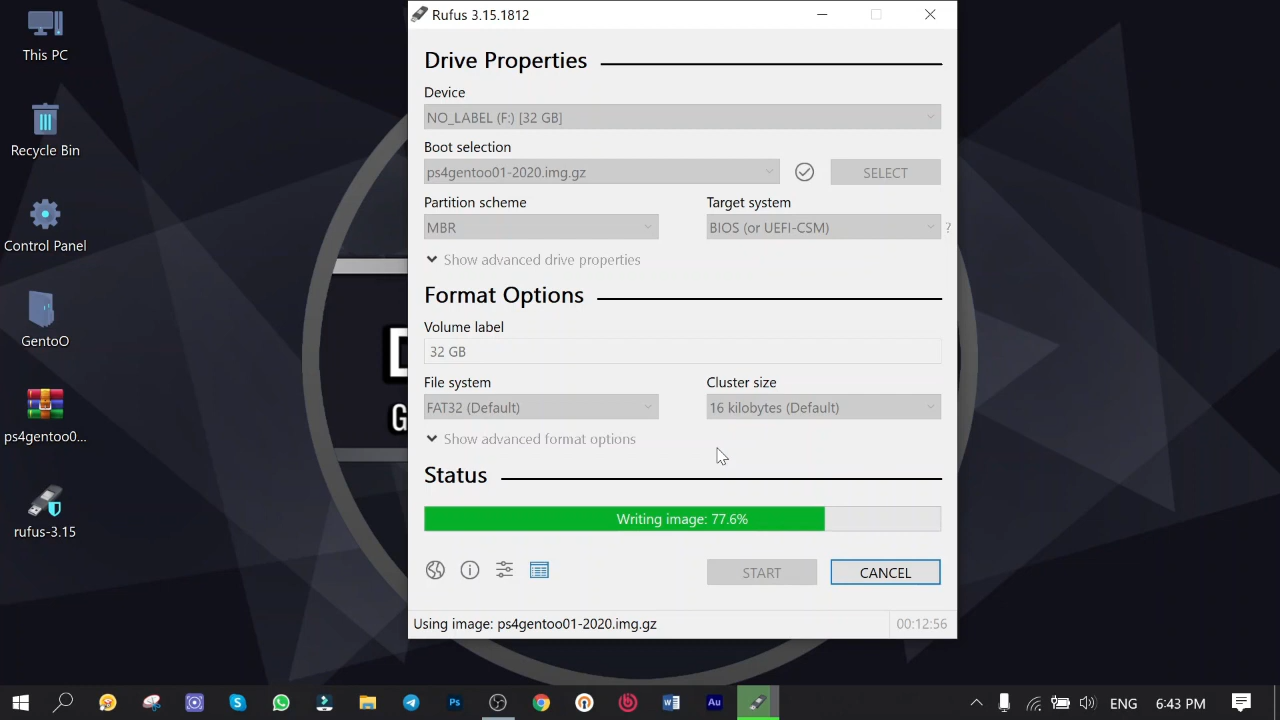 This PC
Recycle Bin
Control Panel
GentoO
ps4gentoo0...
rufus-3.15
Rufus 3.15.1812
Drive Properties
Device
NO_LABEL (F:) [32 GB]
Boot selection
ps4gentoo01-2020.img.gz
SELECT
Partition scheme
Target system
MBR
BIOS (or UEFI-CSM)
?
Show advanced drive properties
Format Options
Volume label
32 GB
File system
Cluster size
FAT32 (Default)
16 kilobytes (Default)
Show advanced format options
Status
Writing image: 77.6%
START
CANCEL
Using image: ps4gentoo01-2020.img.gz
00:12:56
Ps
W
Au
ENG
6:43 PM